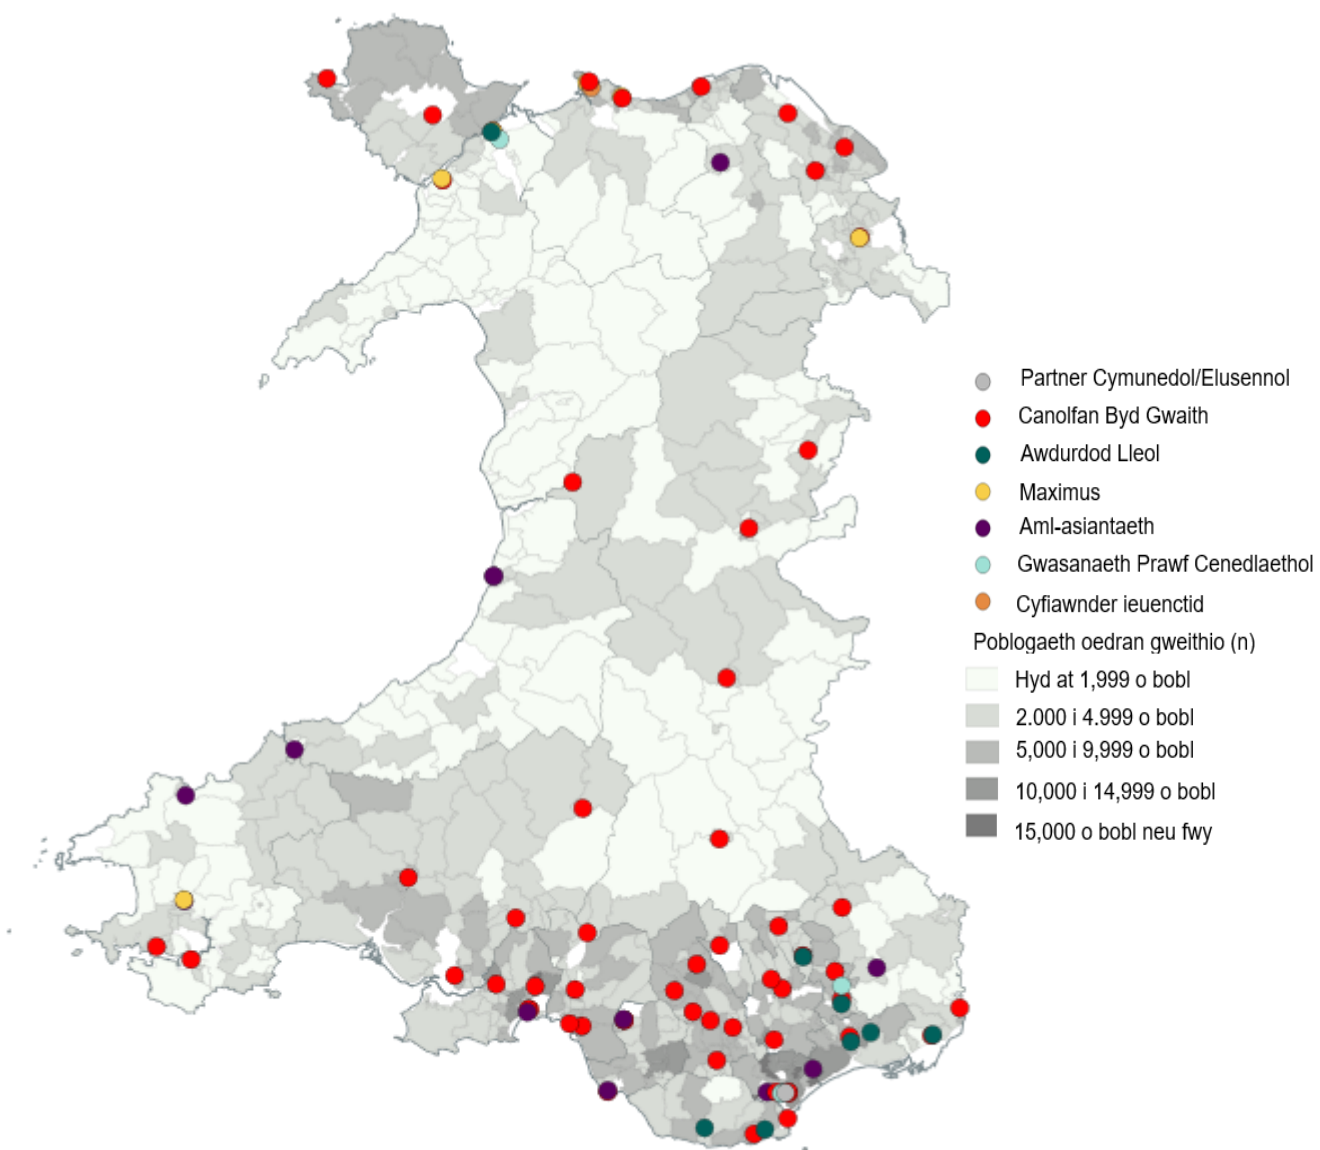 Partner Cymunedol/Elusennol
Canolfan Byd Gwaith
Awdurdod Lleol
Maximus
Aml-asiantaeth
Gwasanaeth Prawf Cenedlaethol
Cyfiawnder ieuenctid
Poblogaeth oedran gweithio (n)
Hyd at 1,999 o bobl
2.000 i 4.999 o bobl
5,000 i 9,999 o bobl
10,000 i 14,999 o bobl
15,000 o bobl neu fwy